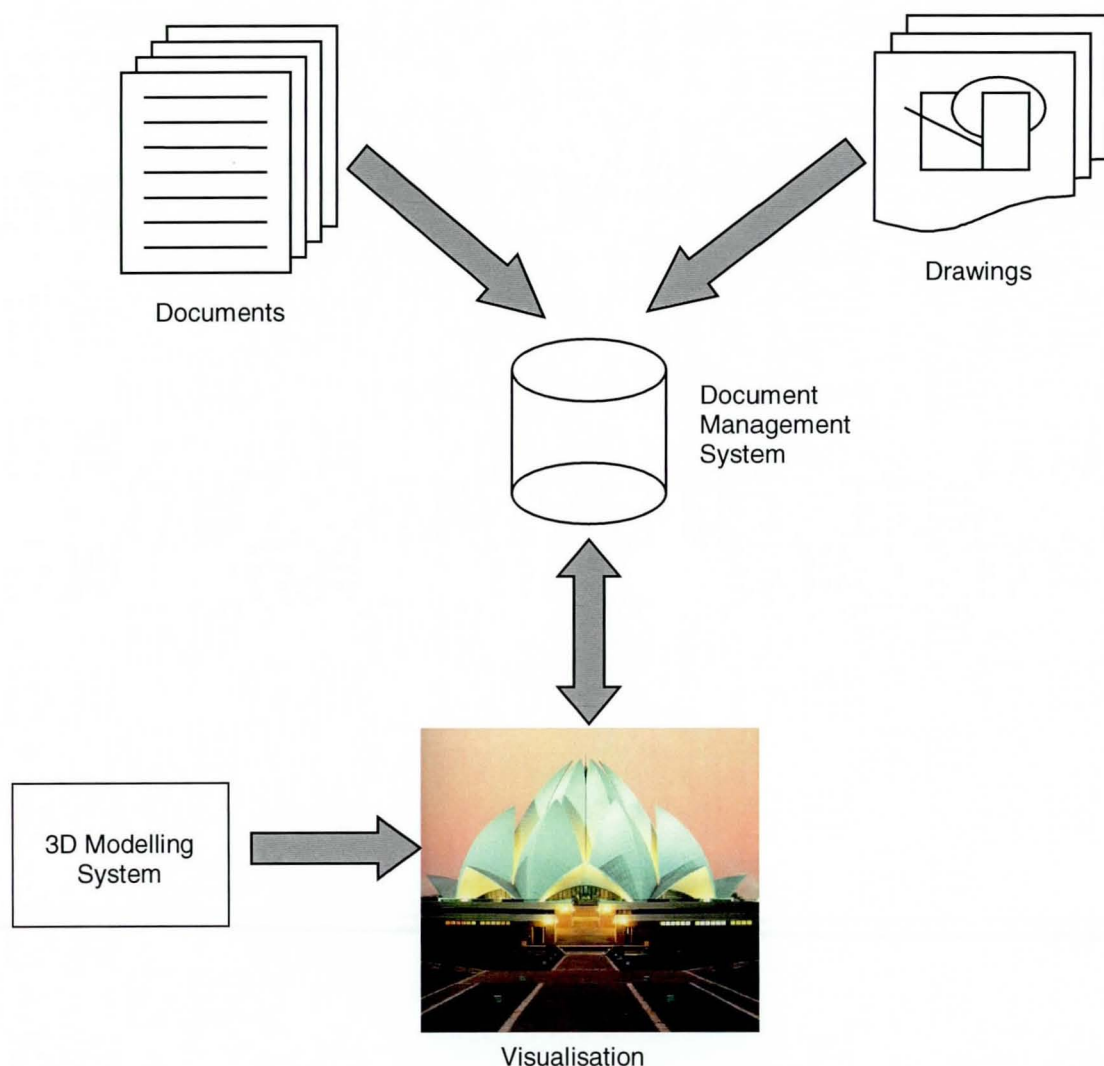 Documents
Drawings
Document
Management
System
3D Modelling
System
Visualisation